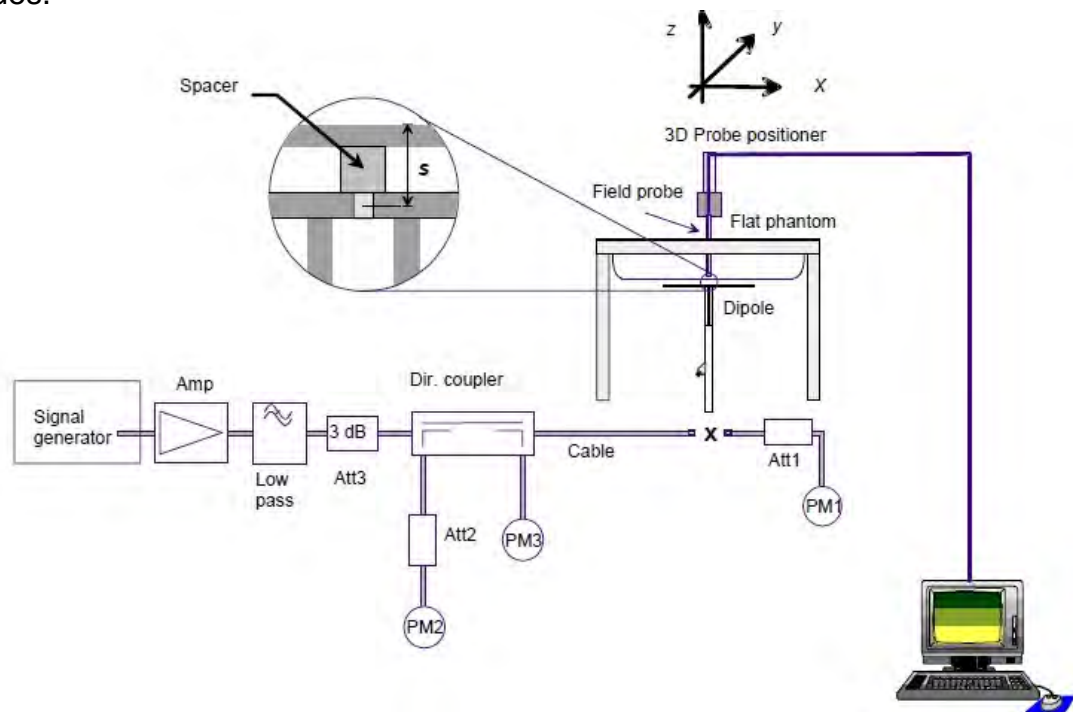 z
y
X
Spacer
s
3D Probe positioner
Field probe
Flat phantom
Dipole
Dir. coupler
Amp
Signal
generator
3 dB
Cable
x
Att1
Low
pass
Att3
Att2
PM3
PM1
PM2